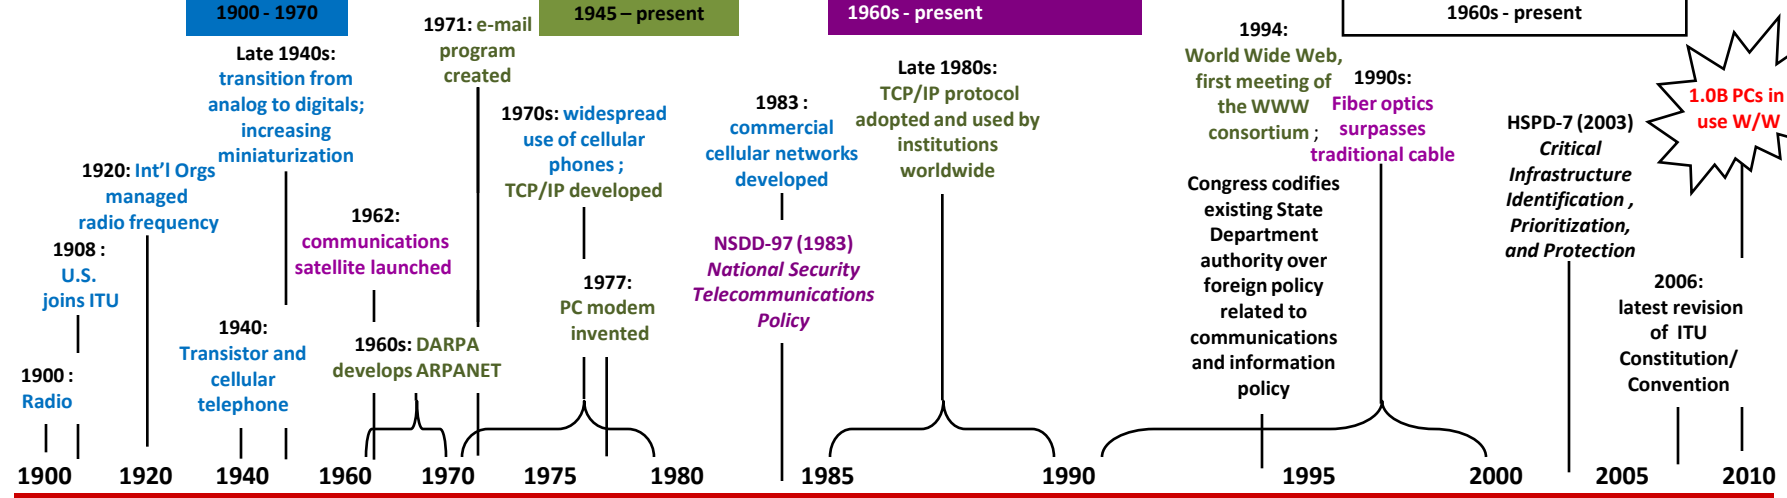 1900 - 1970
1945 – present
1960s - present
1960s - present
1900 :
Radio
1908 :
U.S.
joins ITU
1920: Int’l Orgs
managed
radio frequency
Late 1940s:
transition from
analog to digitals;
increasing
miniaturization
1940:
Transistor and
cellular
telephone
1962:
communications
satellite launched
1960s: DARPA
develops ARPANET
1971: e-mail
program
created
1970s: widespread
use of cellular
phones ;
TCP/IP developed
1977:
PC modem
invented
1983 :
commercial
cellular networks
developed
NSDD-97 (1983)
National Security
Telecommunications
Policy
Late 1980s:
TCP/IP protocol
adopted and used by
institutions
worldwide
1994:
World Wide Web,
first meeting of
the WWW
consortium ;
Congress codifies
existing State
Department
authority over
foreign policy
related to
communications
and information
policy
1990s:
Fiber optics
surpasses
traditional cable
HSPD-7 (2003)
Critical
Infrastructure
Identification ,
Prioritization,
and Protection
2006:
latest revision
of ITU
Constitution/
Convention
1.0B PCs in
use W/W
1900 1920 1940 1960 1970 1975 1980 1985 1990 1995 2000 2005 2010